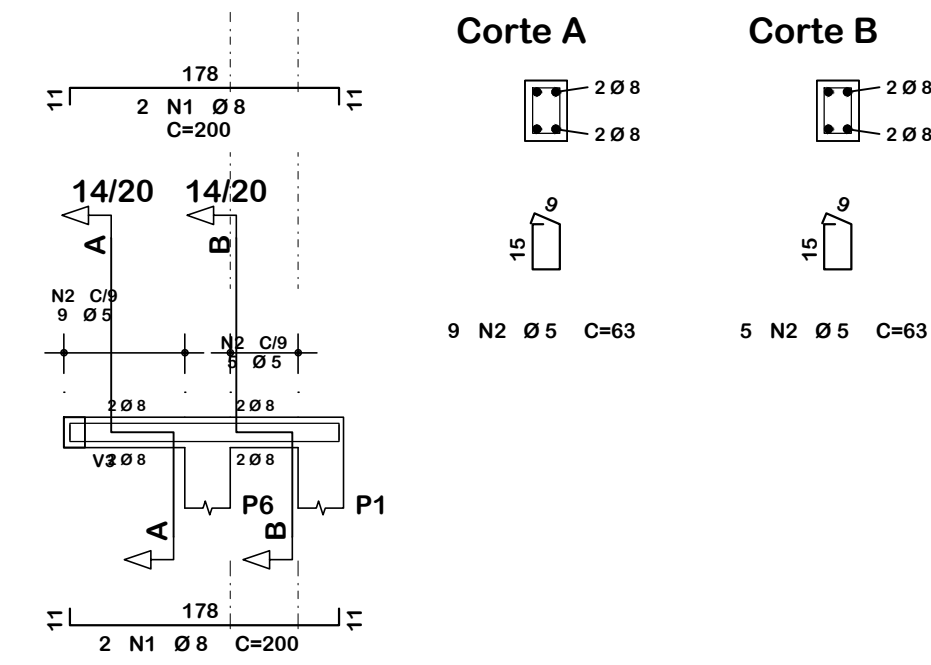 Corte A
Corte B
178
11
11
2 N1 Ø 8
C=200
2 Ø 8
2 Ø 8
2 Ø 8
2 Ø 8
14/20
14/20
A
B
9
15
9
15
N2 C/9
9 Ø 5
N2 C/9
5 Ø 5
9 N2 Ø 5 C=63
5 N2 Ø 5 C=63
2 Ø 8
2 Ø 8
V3
2 Ø 8
2 Ø 8
P6
P1
A
B
178
11
11
2 N1 Ø 8 C=200